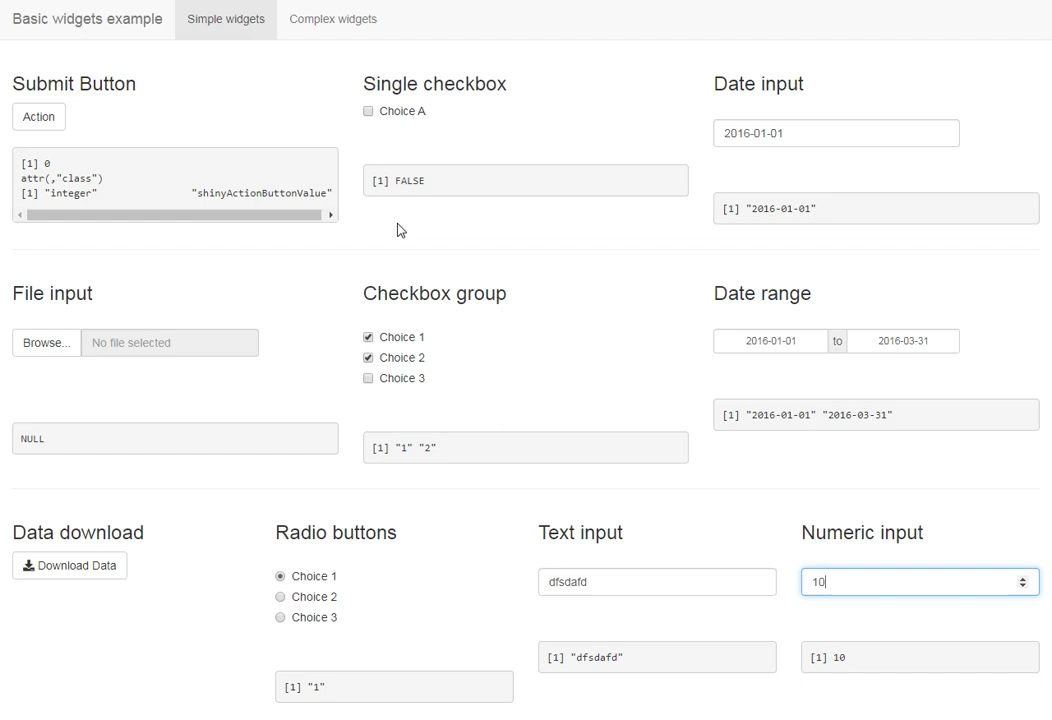 Basic widgets example
Simple widgets
Complex widgets
Submit Button
Action
[1] 0
attr(,"class")
[1] "integer" "shinyActionButtonValue"
Single checkbox
Choice A
[1] FALSE
Date input
2016-01-01
[1] "2016-01-01"
File input
Browse... No file selected
NULL
Checkbox group
Choice 1
Choice 2
Choice 3
[1] "1" "2"
Date range
2016-01-01 to 2016-03-31
[1] "2016-01-01" "2016-03-31"
Data download
Download Data
Radio buttons
Choice 1
Choice 2
Choice 3
[1] "1"
Text input
dfsdafd
[1] "dfsdafd"
Numeric input
10
[1] 10